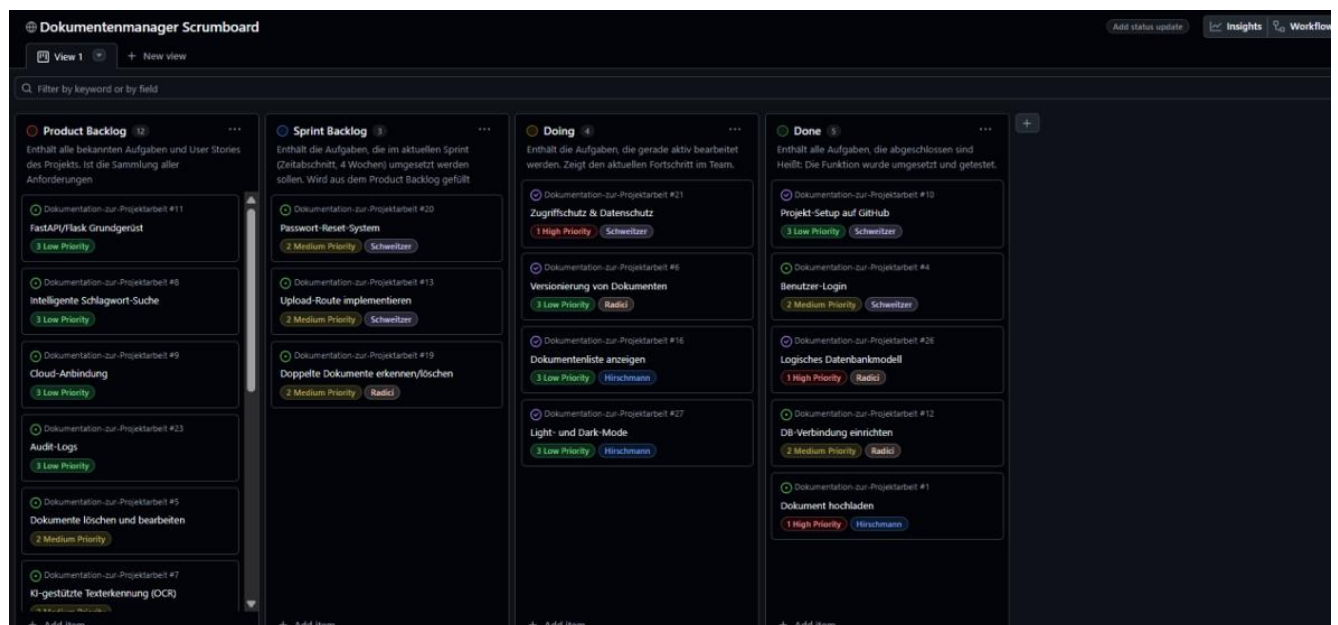 Dokumentenmanager Scrumboard
Add status update
Insights
Workflow
View 1
+ New view
Filter by keyword or by field
Product Backlog 12
Enthält alle bekannten Aufgaben und User Stories
des Projekts. Ist die Sammlung aller
Anforderungen
Dokumentation-zur-Projektarbeit #11
FastAPI/Flask Grundgerüst
3 Low Priority
Dokumentation-zur-Projektarbeit #8
Intelligente Schlagwort-Suche
3 Low Priority
Dokumentation-zur-Projektarbeit #9
Cloud-Anbindung
3 Low Priority
Dokumentation-zur-Projektarbeit #23
Audit-Logs
3 Low Priority
Dokumentation-zur-Projektarbeit #5
Dokumente löschen und bearbeiten
2 Medium Priority
Dokumentation-zur-Projektarbeit #7
KI-gestützte Texterkennung (OCR)
2 Medium Priority
+ Add item
Sprint Backlog 3
Enthält die Aufgaben, die im aktuellen Sprint
(Zeitabschnitt, 4 Wochen) umgesetzt werden
sollen. Wird aus dem Product Backlog gefüllt
Dokumentation-zur-Projektarbeit #20
Passwort-Reset-System
2 Medium Priority Schweitzer
Dokumentation-zur-Projektarbeit #13
Upload-Route implementieren
2 Medium Priority Schweitzer
Dokumentation-zur-Projektarbeit #19
Doppelte Dokumente erkennen/löschen
2 Medium Priority Radici
+ Add item
Doing 4
Enthält die Aufgaben, die gerade aktiv bearbeitet
werden. Zeigt den aktuellen Fortschritt im Team.
Dokumentation-zur-Projektarbeit #21
Zugriffschutz & Datenschutz
1 High Priority Schweitzer
Dokumentation-zur-Projektarbeit #6
Versionierung von Dokumenten
3 Low Priority Radici
Dokumentation-zur-Projektarbeit #16
Dokumentenliste anzeigen
3 Low Priority Hirschmann
Dokumentation-zur-Projektarbeit #27
Light- und Dark-Mode
3 Low Priority Hirschmann
+ Add item
Done 5
Enthält alle Aufgaben, die abgeschlossen sind
Heißt: Die Funktion wurde umgesetzt und getestet.
Dokumentation-zur-Projektarbeit #10
Projekt-Setup auf GitHub
3 Low Priority Schweitzer
Dokumentation-zur-Projektarbeit #4
Benutzer-Login
2 Medium Priority Schweitzer
Dokumentation-zur-Projektarbeit #26
Logisches Datenbankmodell
1 High Priority Radici
Dokumentation-zur-Projektarbeit #12
DB-Verbindung einrichten
2 Medium Priority Radici
Dokumentation-zur-Projektarbeit #1
Dokument hochladen
1 High Priority Hirschmann
+ Add item